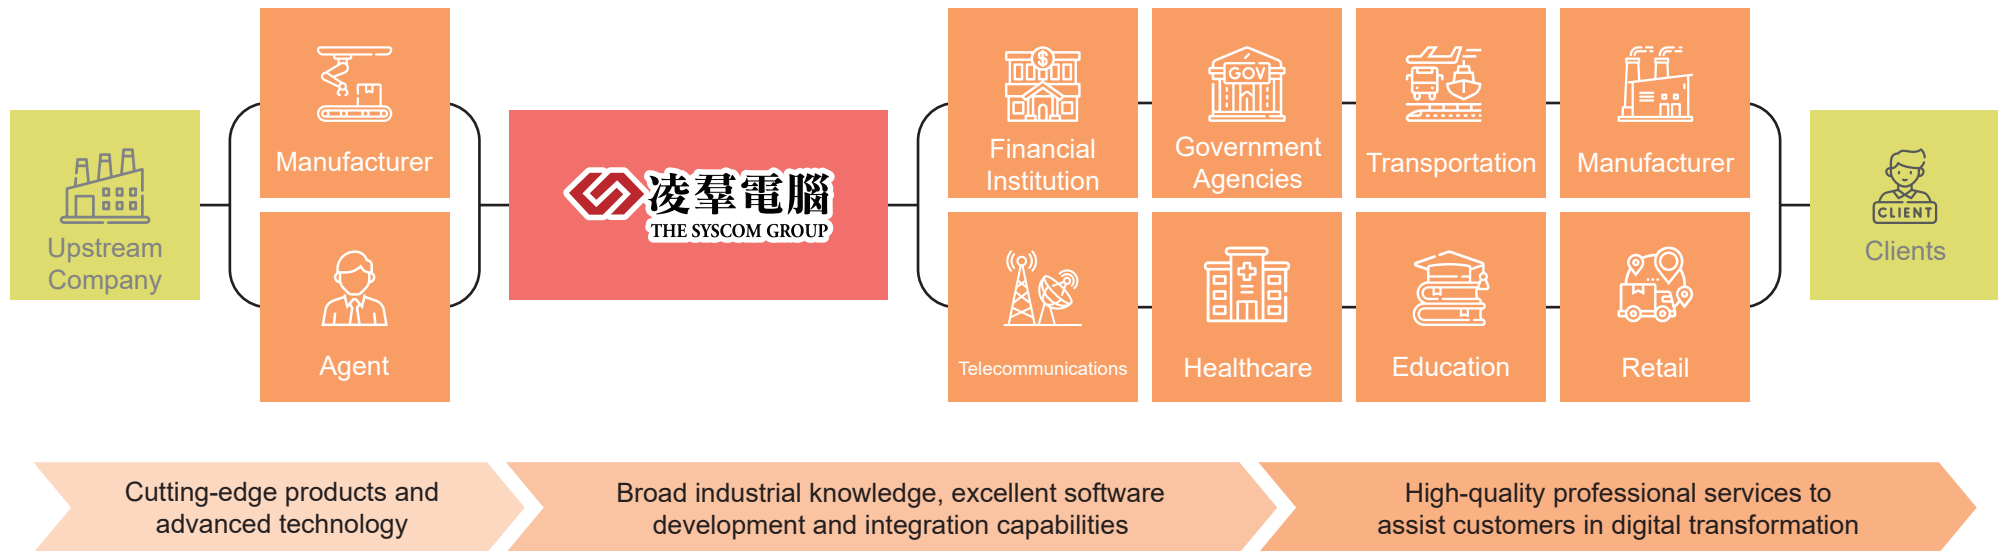 Upstream
Company
Manufacturer
Agent
凌羣電腦
THE SYSCOM GROUP
$
Financial
Institution
GOV
Government
Agencies
Transportation
Manufacturer
Telecommunications
Healthcare
Education
Retail
CLIENT
Clients
Cutting-edge products and
advanced technology
Broad industrial knowledge, excellent software
development and integration capabilities
High-quality professional services to
assist customers in digital transformation